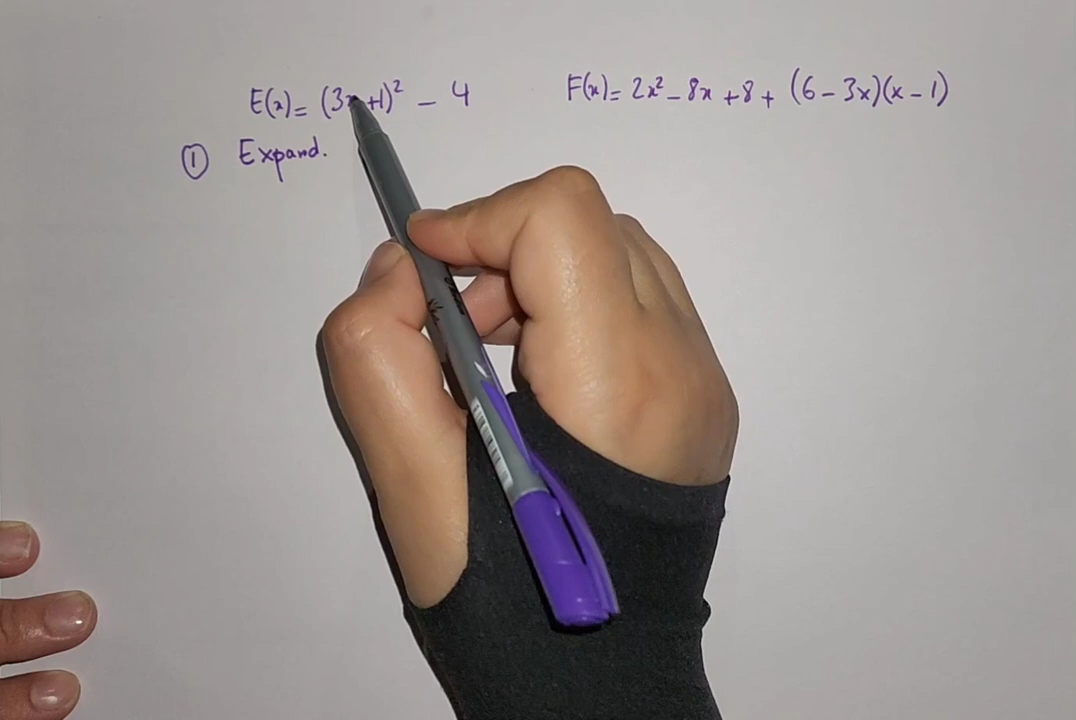 E(x)= (3x+1)² - 4 F(x)= 2x² - 8x + 8 + (6 - 3x)(x - 1)
① Expand.